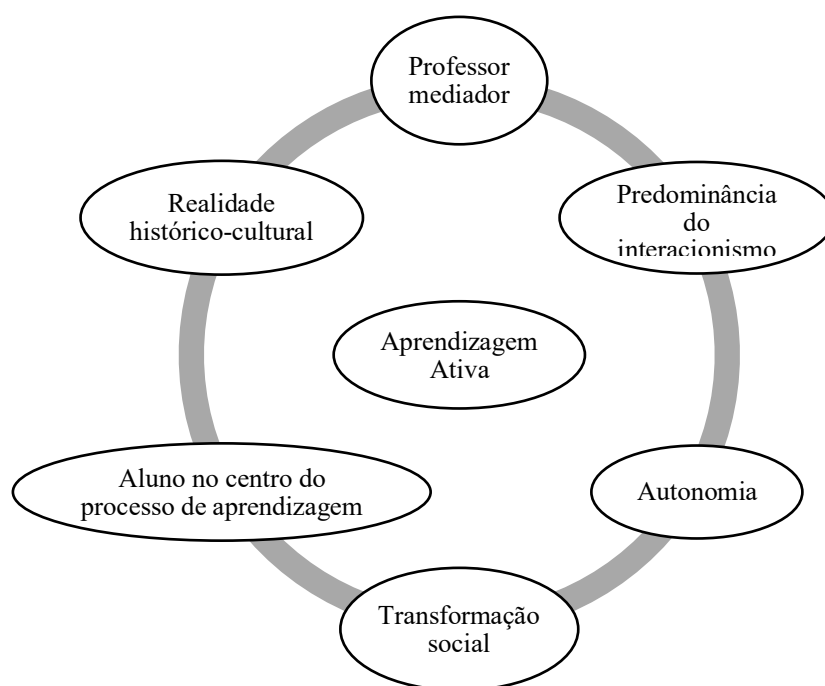 Professor
mediador
Realidade
histórico-cultural
Predominância
do
interacionismo
Aprendizagem
Ativa
Aluno no centro do
processo de aprendizagem
Autonomia
Transformação
social